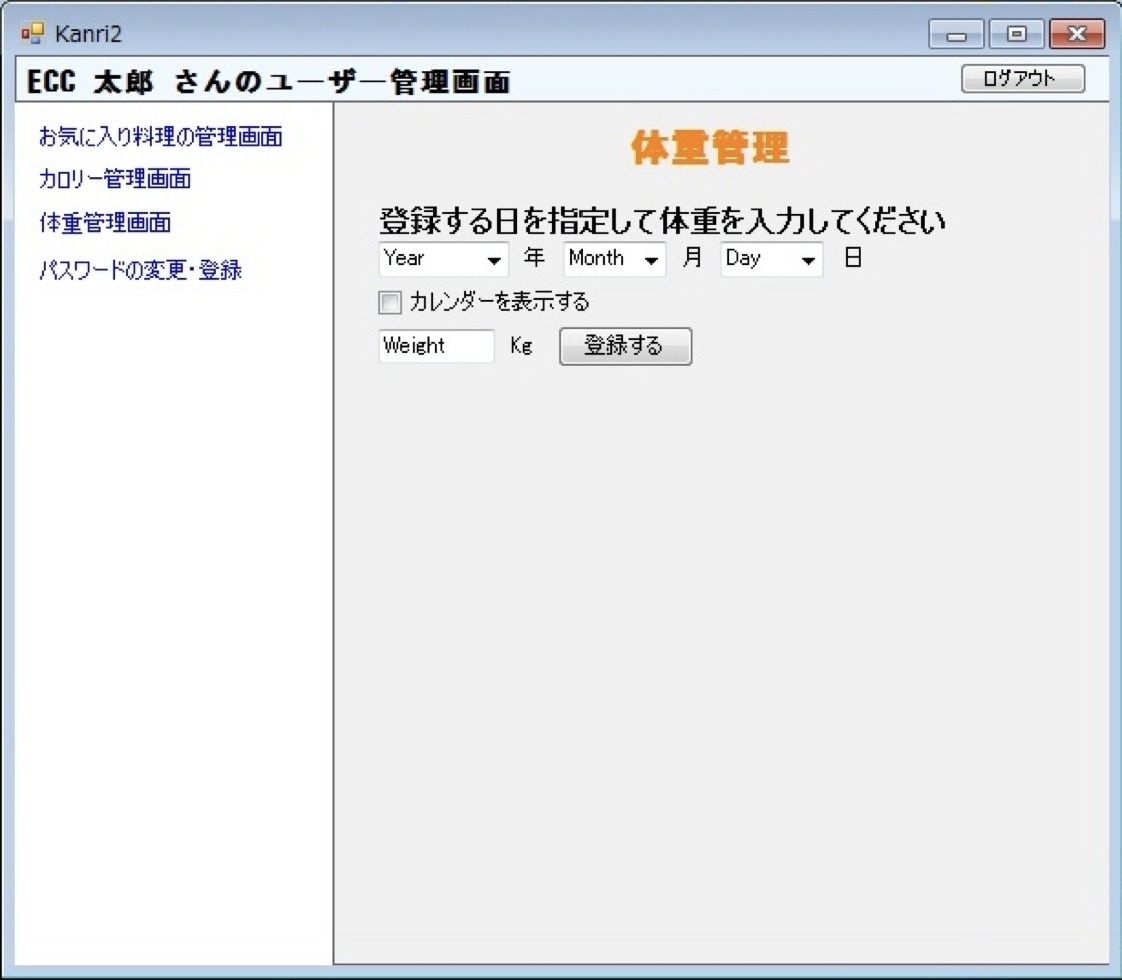 Kanri2
ECC 太郎 さんのユーザー管理画面
ログアウト
お気に入り料理の管理画面
カロリー管理画面
体重管理画面
パスワードの変更・登録
体重管理
登録する日を指定して体重を入力してください
Year 年 Month 月 Day 日
カレンダーを表示する
Weight Kg 登録する